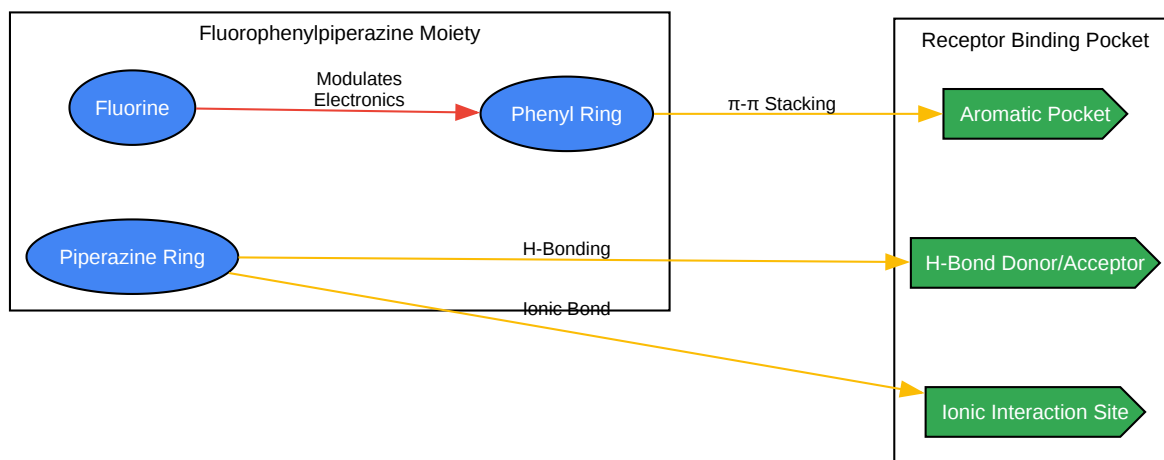 Fluorophenylpiperazine Moiety
Receptor Binding Pocket
Modulates
Electronics
Fluorine
Phenyl Ring
π-π Stacking
Aromatic Pocket
Piperazine Ring
H-Bonding
H-Bond Donor/Acceptor
Ionic Bond
Ionic Interaction Site